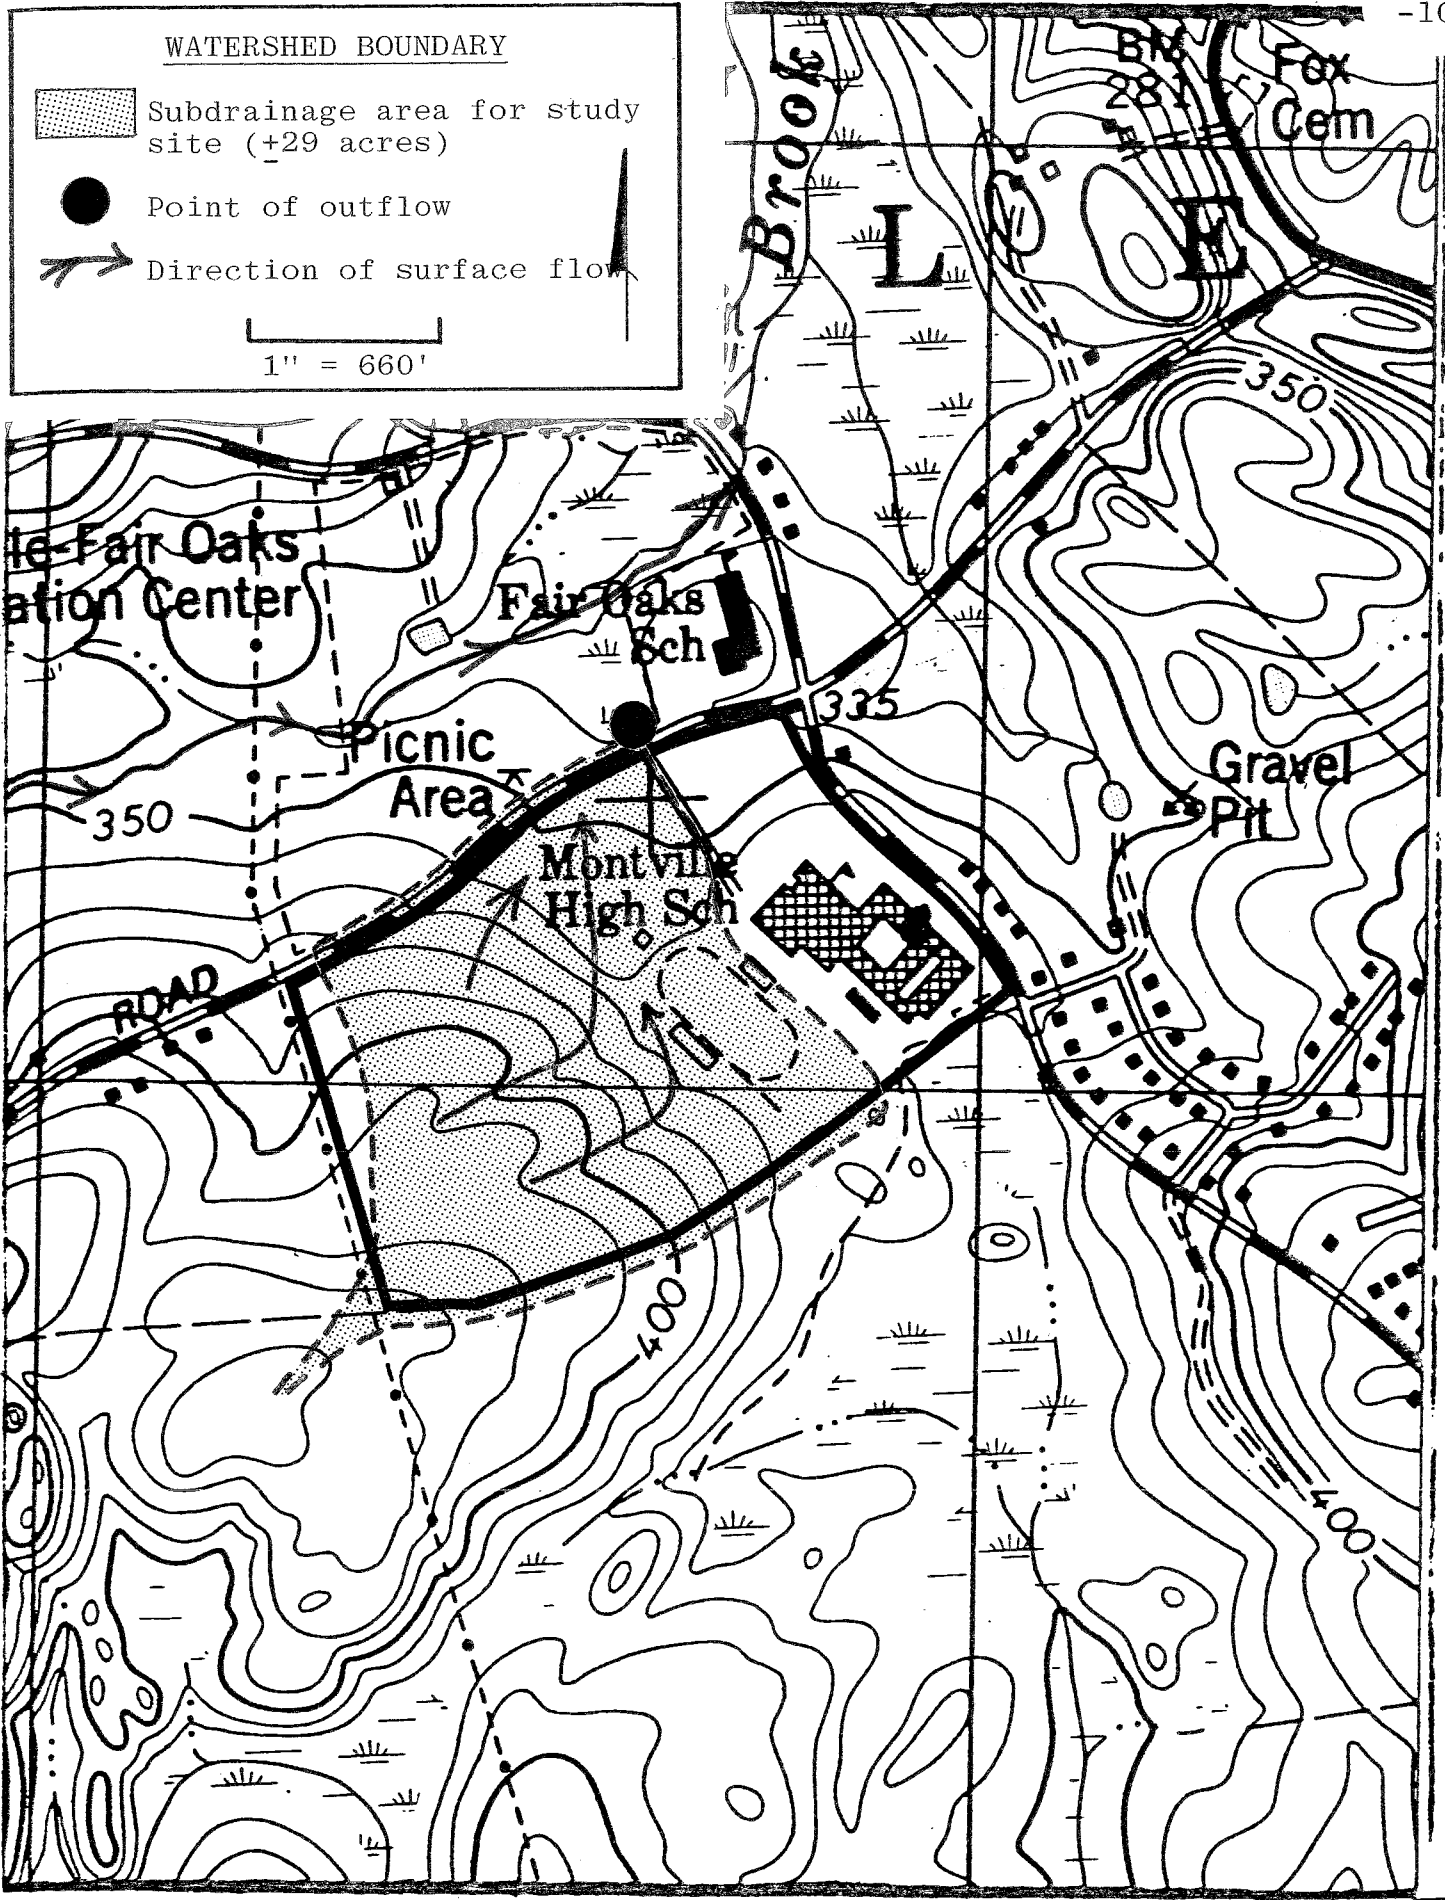 -10
WATERSHED BOUNDARY
Subdrainage area for study
site (±29 acres)
Point of outflow
Direction of surface flow
1" = 660'
Brook
BM
281
Fox
Cem
L
E
350
le-Fair Oaks
ation Center
Fair Oaks
Sch
335
Picnic
Area
350
Gravel
Pit
Montville
High Sch
ROAD
400
400